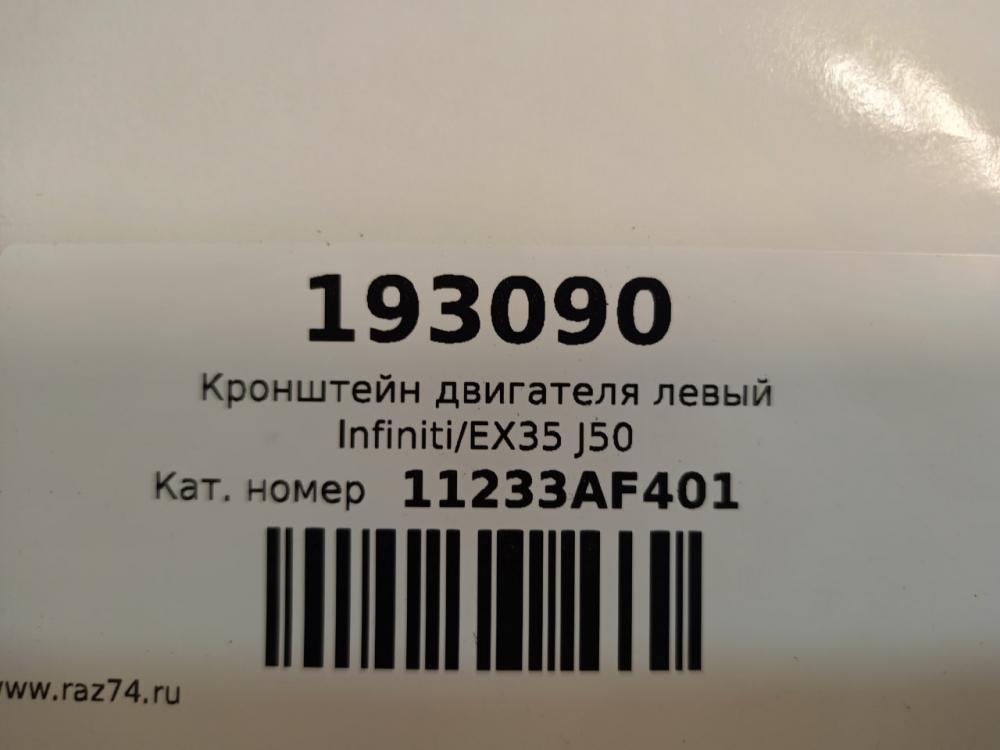 193090
Кронштейн двигателя левый
Infiniti/EX35 J50
Кат. номер 11233AF401
www.raz74.ru